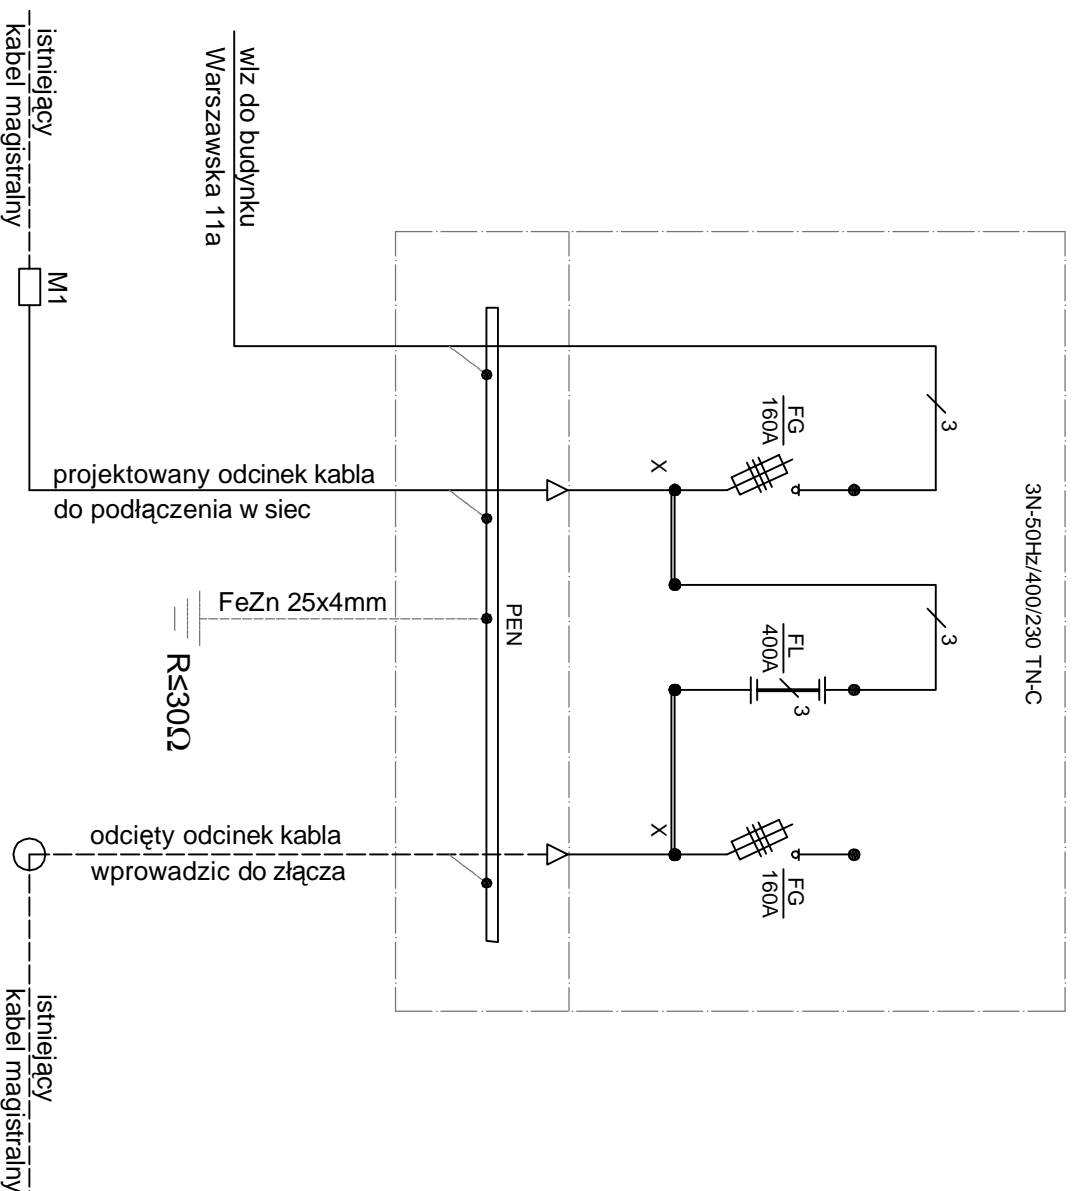 istniejący
kabel magistralny
M1
wlz do budynku
Warszawska 11a
3N-50Hz/400/230 TN-C
3
FG
160A
X
projektowany odcinek kabla
do podłączenia w siec
3
FL
400A
3
PEN
FeZn 25x4mm
R≤30Ω
X
FG
160A
odcięty odcinek kabla
wprowadzic do złącza
istniejący
kabel magistralny